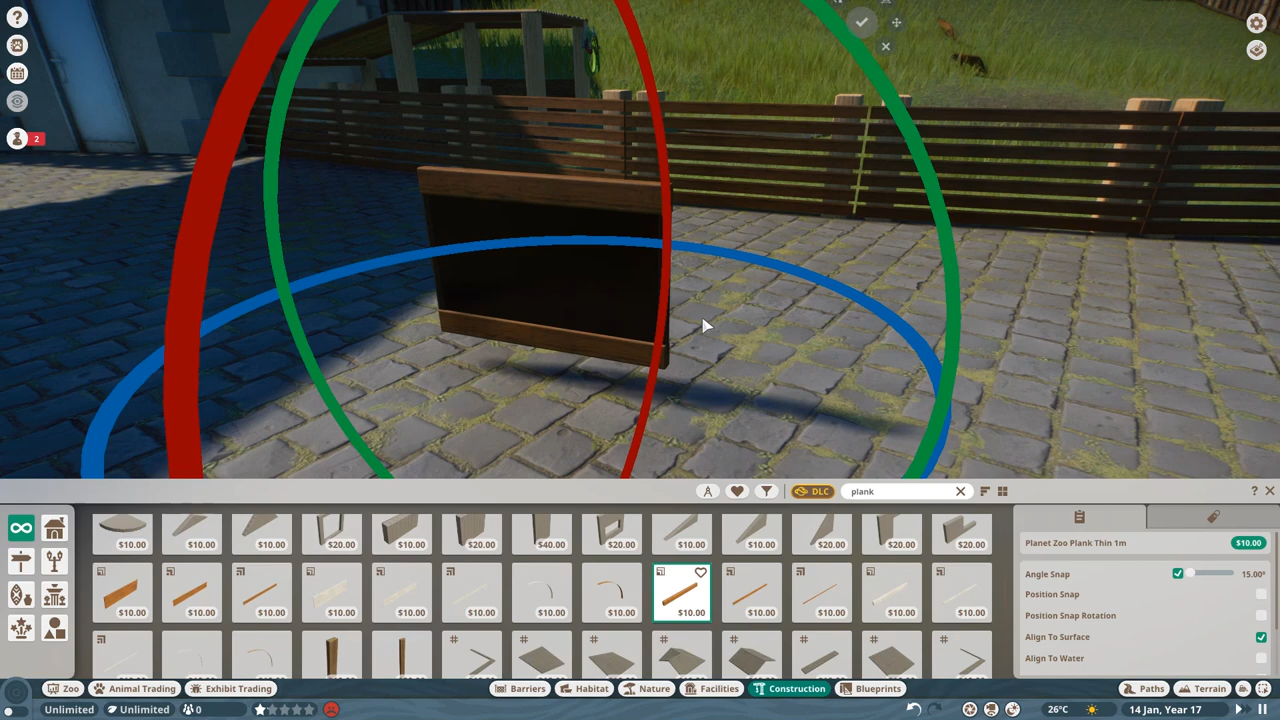 ?
2
DLC
plank
?
$10.00 $10.00 $10.00 $20.00 $10.00 $20.00 $40.00 $20.00 $10.00 $10.00 $10.00 $20.00 $20.00
$10.00 $10.00 $10.00 $10.00 $10.00 $10.00 $10.00 $10.00 $10.00 $10.00 $10.00 $10.00 $10.00
Planet Zoo Plank Thin 1m $10.00
Angle Snap 15.00°
Position Snap
Position Snap Rotation
Align To Surface
Align To Water
Zoo Animal Trading Exhibit Trading Barriers Habitat Nature Facilities Construction Blueprints Paths Terrain
Unlimited Unlimited 0 26°C 14 Jan, Year 17